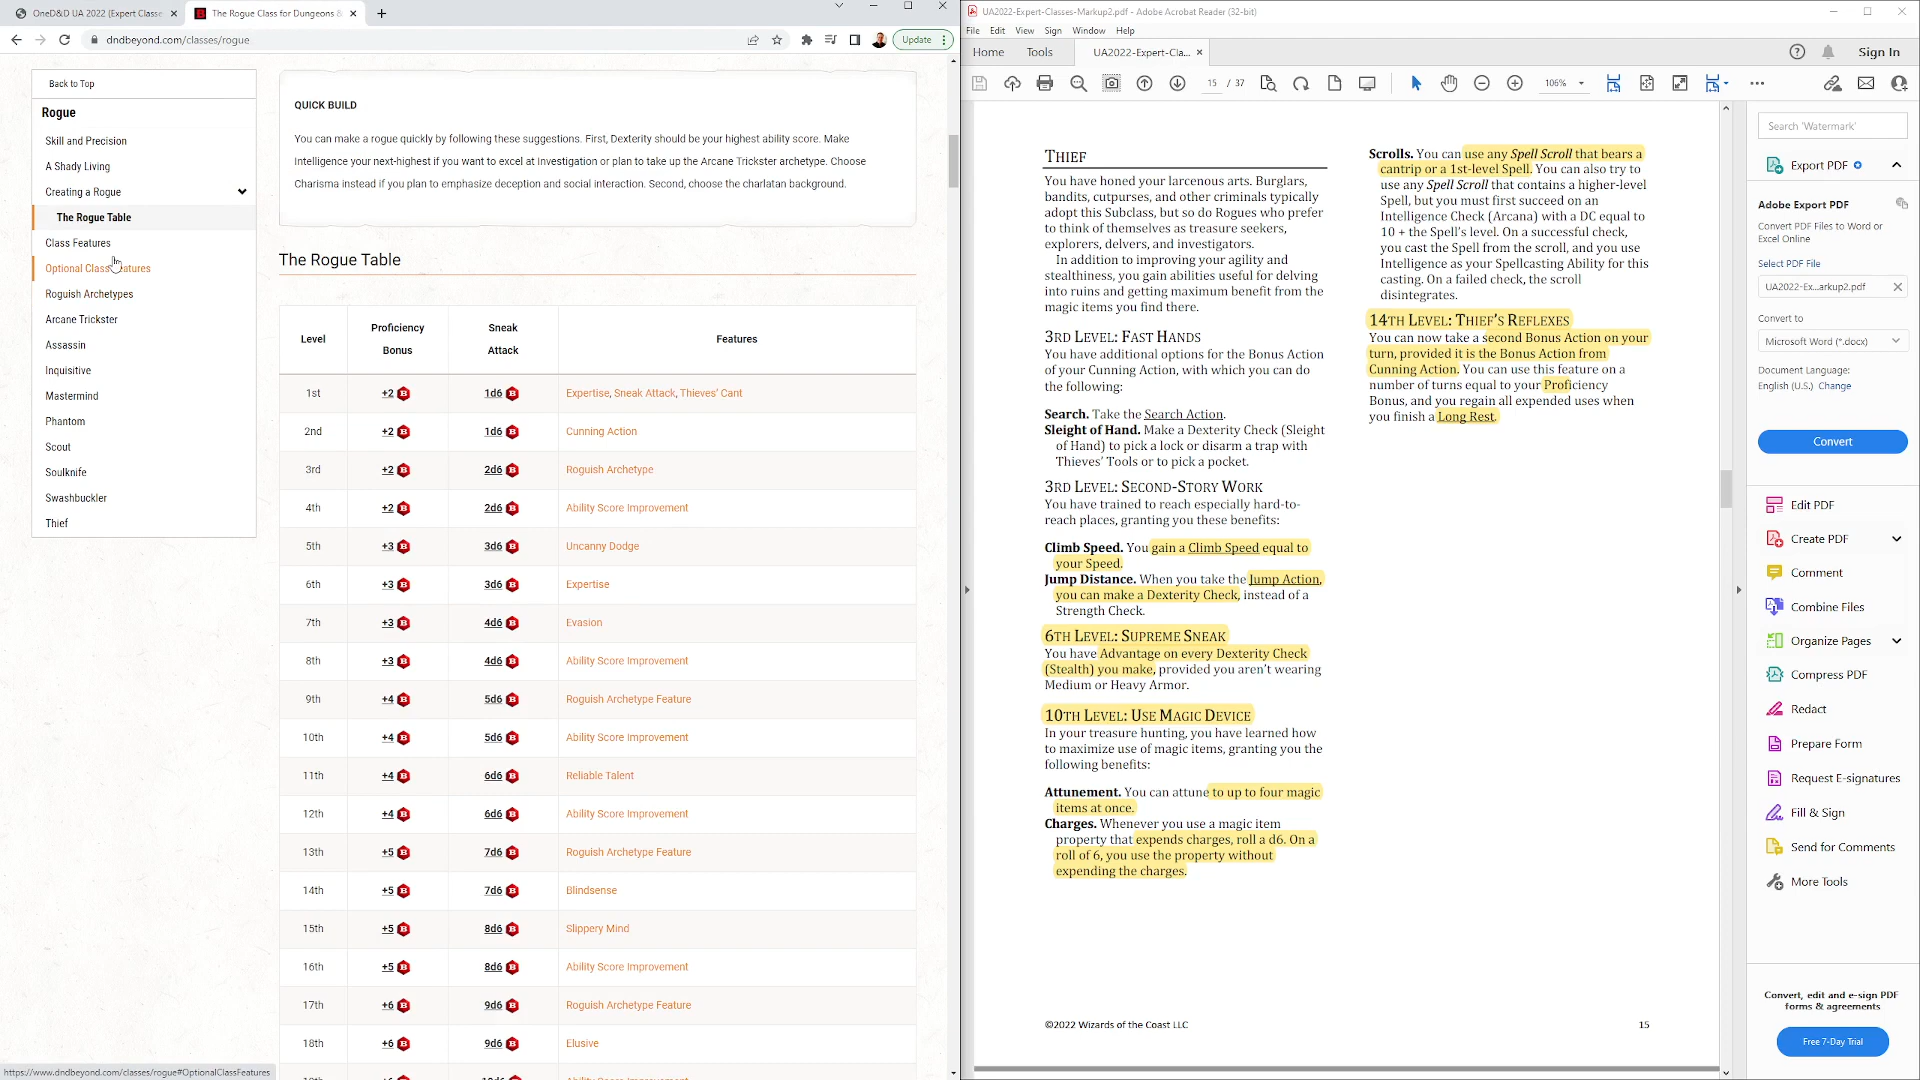 OneD&D UA 2022 (Expert Classe
The Rogue Class for Dungeons &
dndbeyond.com/classes/rogue
Update
Back to Top
Rogue
Skill and Precision
A Shady Living
Creating a Rogue
The Rogue Table
Class Features
Optional Class Features
Roguish Archetypes
Arcane Trickster
Assassin
Inquisitive
Mastermind
Phantom
Scout
Soulknife
Swashbuckler
Thief
QUICK BUILD
You can make a rogue quickly by following these suggestions. First, Dexterity should be your highest ability score. Make
Intelligence your next-highest if you want to excel at Investigation or plan to take up the Arcane Trickster archetype. Choose
Charisma instead if you plan to emphasize deception and social interaction. Second, choose the charlatan background.
The Rogue Table
Level Proficiency Bonus Sneak Attack Features
1st +2 1d6 Expertise, Sneak Attack, Thieves' Cant
2nd +2 1d6 Cunning Action
3rd +2 2d6 Roguish Archetype
4th +2 2d6 Ability Score Improvement
5th +3 3d6 Uncanny Dodge
6th +3 3d6 Expertise
7th +3 4d6 Evasion
8th +3 4d6 Ability Score Improvement
9th +4 5d6 Roguish Archetype Feature
10th +4 5d6 Ability Score Improvement
11th +4 6d6 Reliable Talent
12th +4 6d6 Ability Score Improvement
13th +5 7d6 Roguish Archetype Feature
14th +5 7d6 Blindsense
15th +5 8d6 Slippery Mind
16th +5 8d6 Ability Score Improvement
17th +6 9d6 Roguish Archetype Feature
18th +6 9d6 Elusive
https://www.dndbeyond.com/classes/rogue#OptionalClassFeatures
UA2022-Expert-Classes-Markup2.pdf - Adobe Acrobat Reader (32-bit)
File Edit View Sign Window Help
Home Tools UA2022-Expert-Cla... Sign In
15 / 37 106%
THIEF
You have honed your larcenous arts. Burglars,
bandits, cutpurses, and other criminals typically
adopt this Subclass, but so do Rogues who prefer
to think of themselves as treasure seekers,
explorers, delvers, and investigators.
In addition to improving your agility and
stealthiness, you gain abilities useful for delving
into ruins and getting maximum benefit from the
magic items you find there.
3RD LEVEL: FAST HANDS
You have additional options for the Bonus Action
of your Cunning Action, with which you can do
the following:
Search. Take the Search Action.
Sleight of Hand. Make a Dexterity Check (Sleight
of Hand) to pick a lock or disarm a trap with
Thieves' Tools or to pick a pocket.
3RD LEVEL: SECOND-STORY WORK
You have trained to reach especially hard-to-
reach places, granting you these benefits:
Climb Speed. You gain a Climb Speed equal to
your Speed.
Jump Distance. When you take the Jump Action,
you can make a Dexterity Check, instead of a
Strength Check.
6TH LEVEL: SUPREME SNEAK
You have Advantage on every Dexterity Check
(Stealth) you make, provided you aren't wearing
Medium or Heavy Armor.
10TH LEVEL: USE MAGIC DEVICE
In your treasure hunting, you have learned how
to maximize use of magic items, granting you the
following benefits:
Attunement. You can attune to up to four magic
items at once.
Charges. Whenever you use a magic item
property that expends charges, roll a d6. On a
roll of 6, you use the property without
expending the charges.
Scrolls. You can use any Spell Scroll that bears a
cantrip or a 1st-level Spell. You can also try to
use any Spell Scroll that contains a higher-level
Spell, but you must first succeed on an
Intelligence Check (Arcana) with a DC equal to
10 + the Spell's level. On a successful check,
you cast the Spell from the scroll, and you use
Intelligence as your Spellcasting Ability for this
casting. On a failed check, the scroll
disintegrates.
14TH LEVEL: THIEF'S REFLEXES
You can now take a second Bonus Action on your
turn, provided it is the Bonus Action from
Cunning Action. You can use this feature on a
number of turns equal to your Proficiency
Bonus, and you regain all expended uses when
you finish a Long Rest.
©2022 Wizards of the Coast LLC
15
Search 'Watermark'
Export PDF
Adobe Export PDF
Convert PDF Files to Word or
Excel Online
Select PDF File
UA2022-Ex...arkup2.pdf
Convert to
Microsoft Word (*.docx)
Document Language:
English (U.S.) Change
Convert
Edit PDF
Create PDF
Comment
Combine Files
Organize Pages
Compress PDF
Redact
Prepare Form
Request E-signatures
Fill & Sign
Send for Comments
More Tools
Convert, edit and e-sign PDF
forms & agreements
Free 7-Day Trial